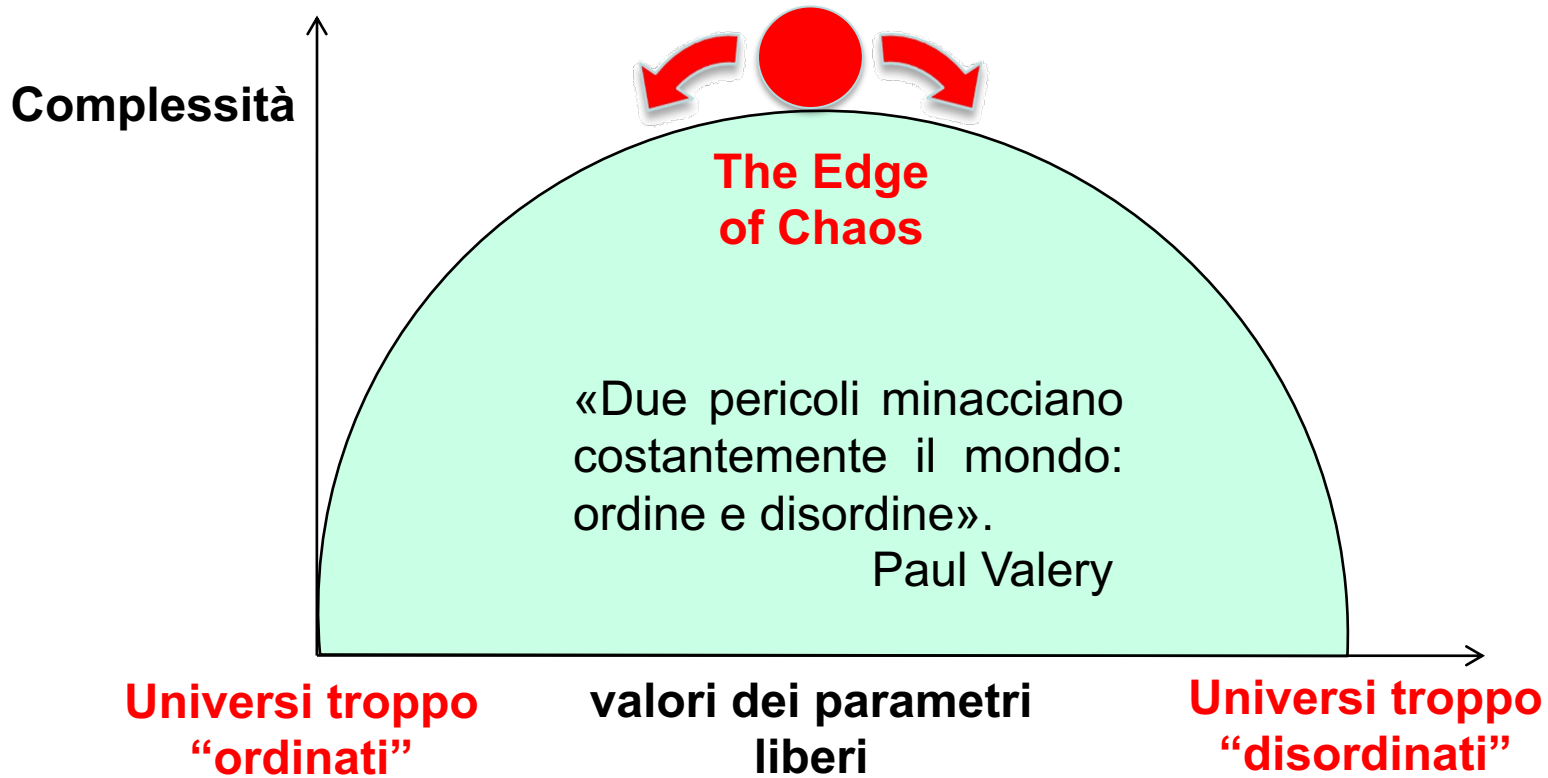 Complessità
The Edge
of Chaos
«Due pericoli minacciano
costantemente il mondo:
ordine e disordine».
Paul Valery
Universi troppo
“ordinati”
valori dei parametri
liberi
Universi troppo
“disordinati”